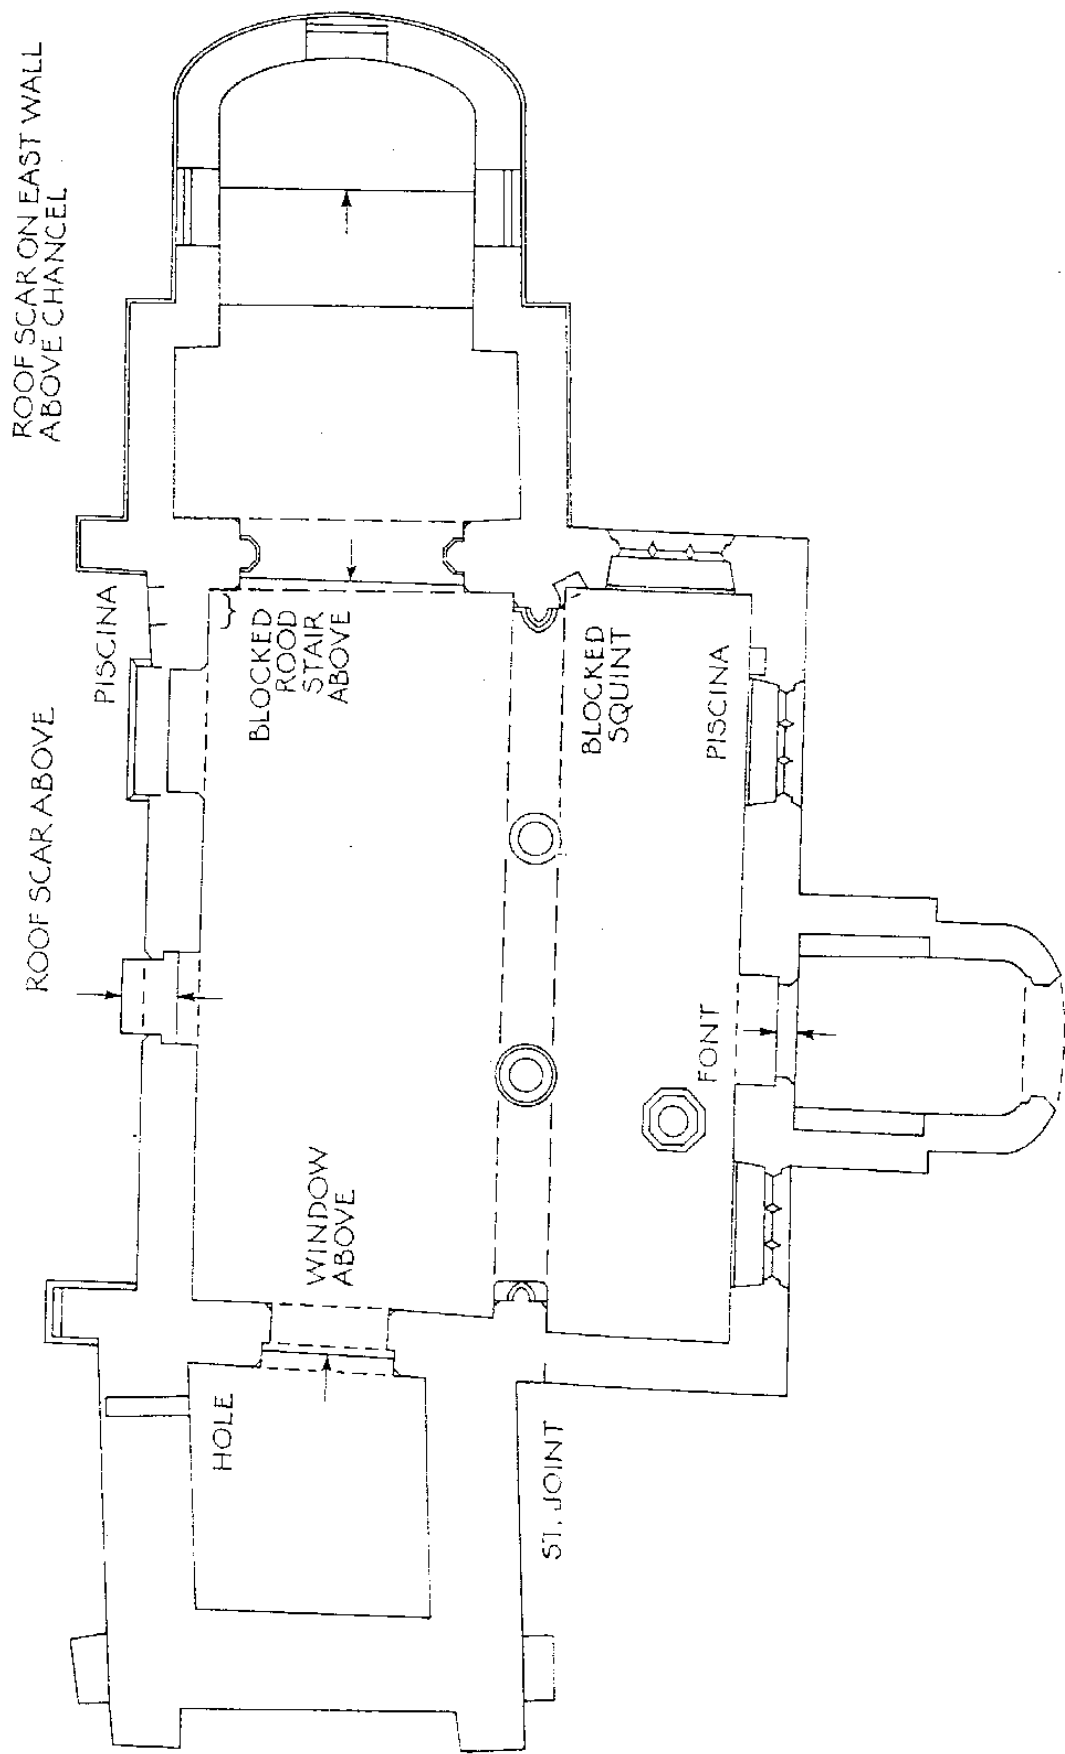 ROOF SCAR ON EAST WALL
ABOVE CHANCEL
ROOF SCAR ABOVE
PISCINA
BLOCKED
ROOD
STAIR
ABOVE
BLOCKED
SQUINT
PISCINA
FONT
WINDOW
ABOVE
HOLE
ST. JOINT